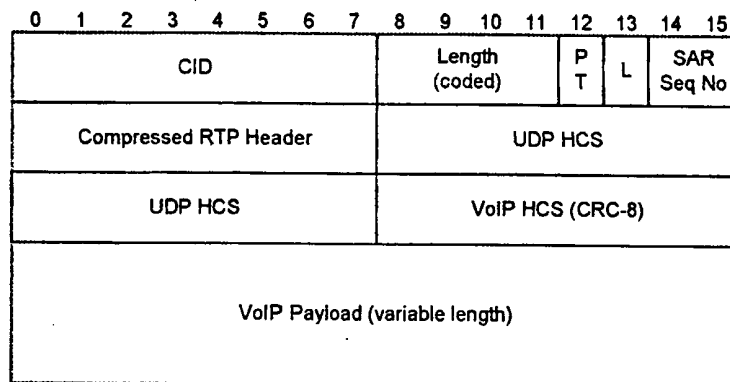 0 1 2 3 4 5 6 7 8 9 10 11 12 13 14 15
CID
Length
(coded)
P
T
L
SAR
Seq No
Compressed RTP Header
UDP HCS
UDP HCS
VoIP HCS (CRC-8)
VoIP Payload (variable length)